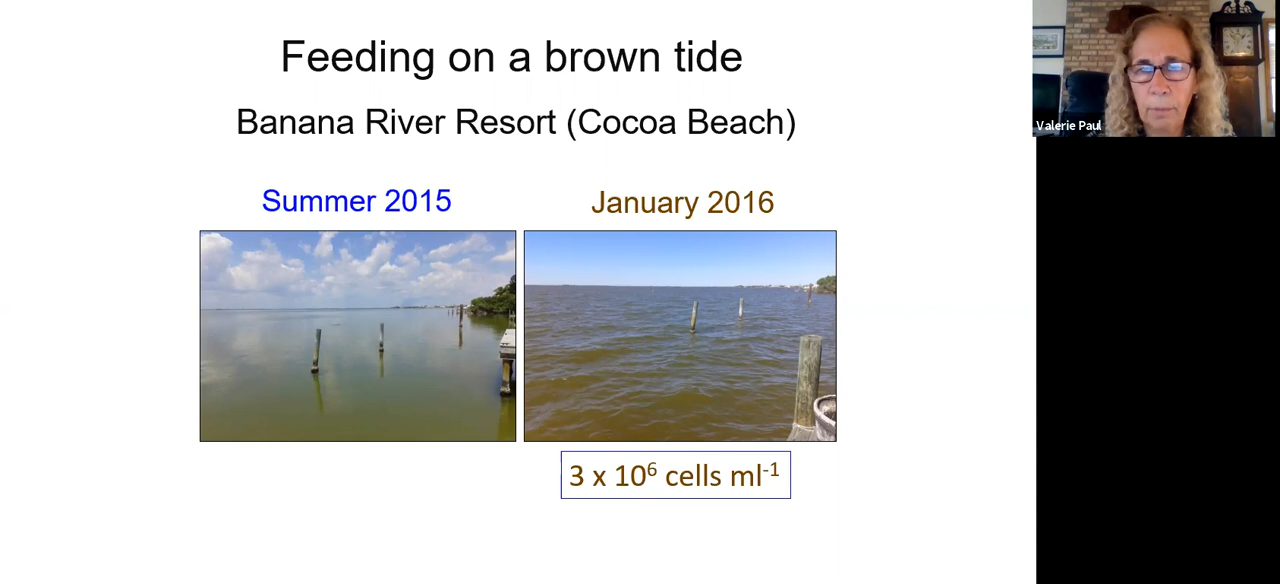 Feeding on a brown tide
Banana River Resort (Cocoa Beach)
Summer 2015
January 2016
3 x 10⁶ cells ml⁻¹
Valerie Paul